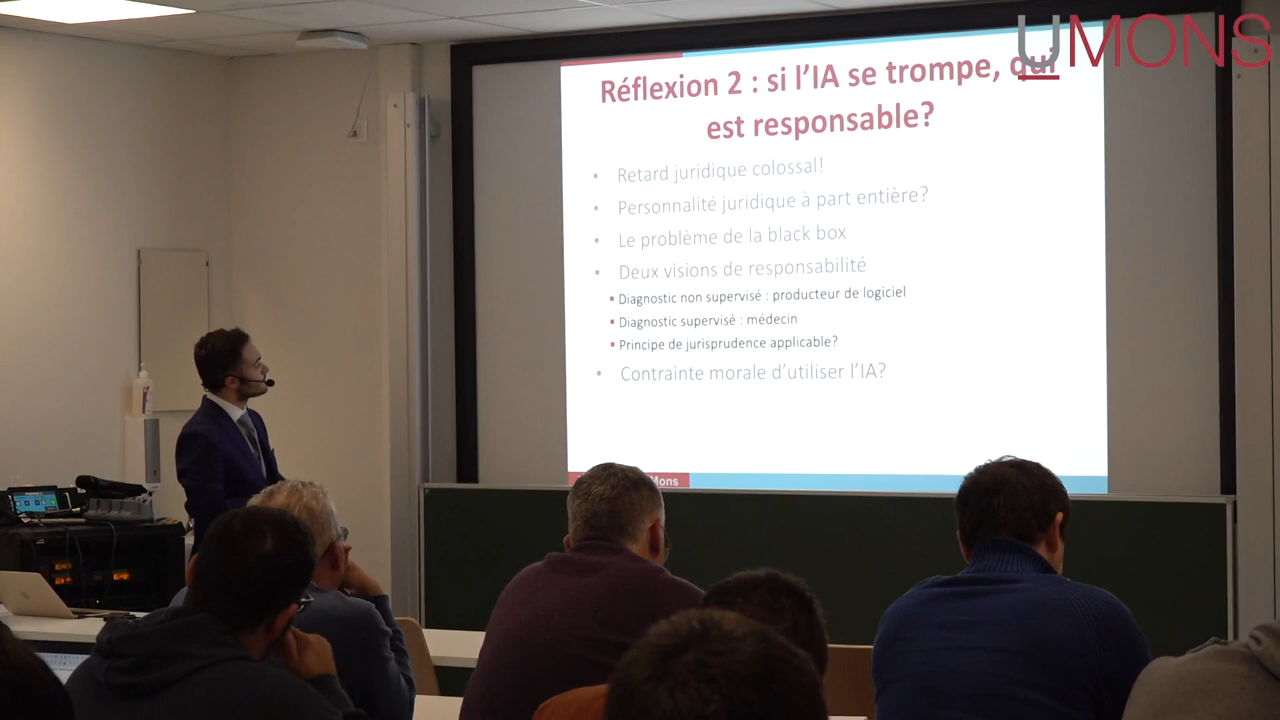 UMONS
Réflexion 2 : si l’IA se trompe, qui
est responsable?
• Retard juridique colossal!
• Personnalité juridique à part entière?
• Le problème de la black box
• Deux visions de responsabilité
▪ Diagnostic non supervisé : producteur de logiciel
▪ Diagnostic supervisé : médecin
▪ Principe de jurisprudence applicable?
• Contrainte morale d’utiliser l’IA?
Mons